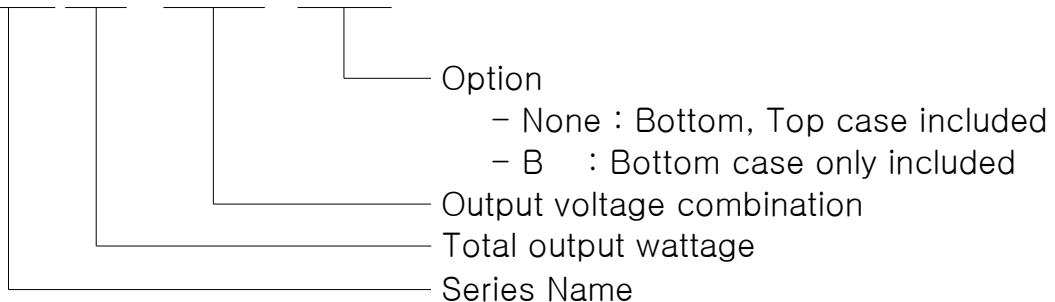 Option
- None : Bottom, Top case included
- B : Bottom case only included
Output voltage combination
Total output wattage
Series Name